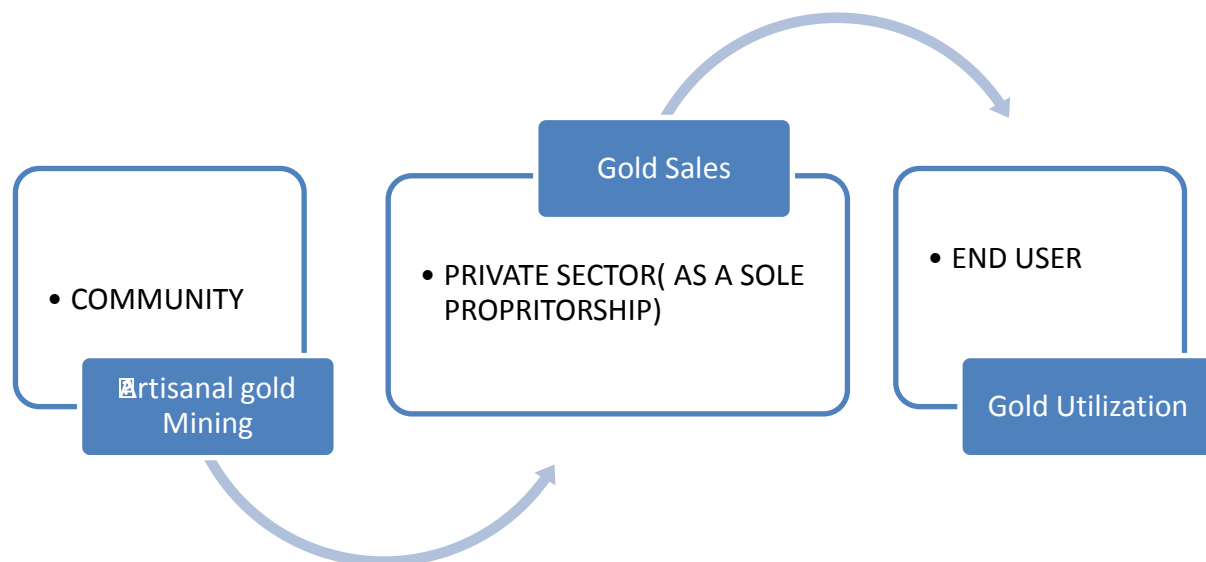 • COMMUNITY
Artisanal gold
Mining
Gold Sales
• PRIVATE SECTOR( AS A SOLE
PROPRITORSHIP)
• END USER
Gold Utilization